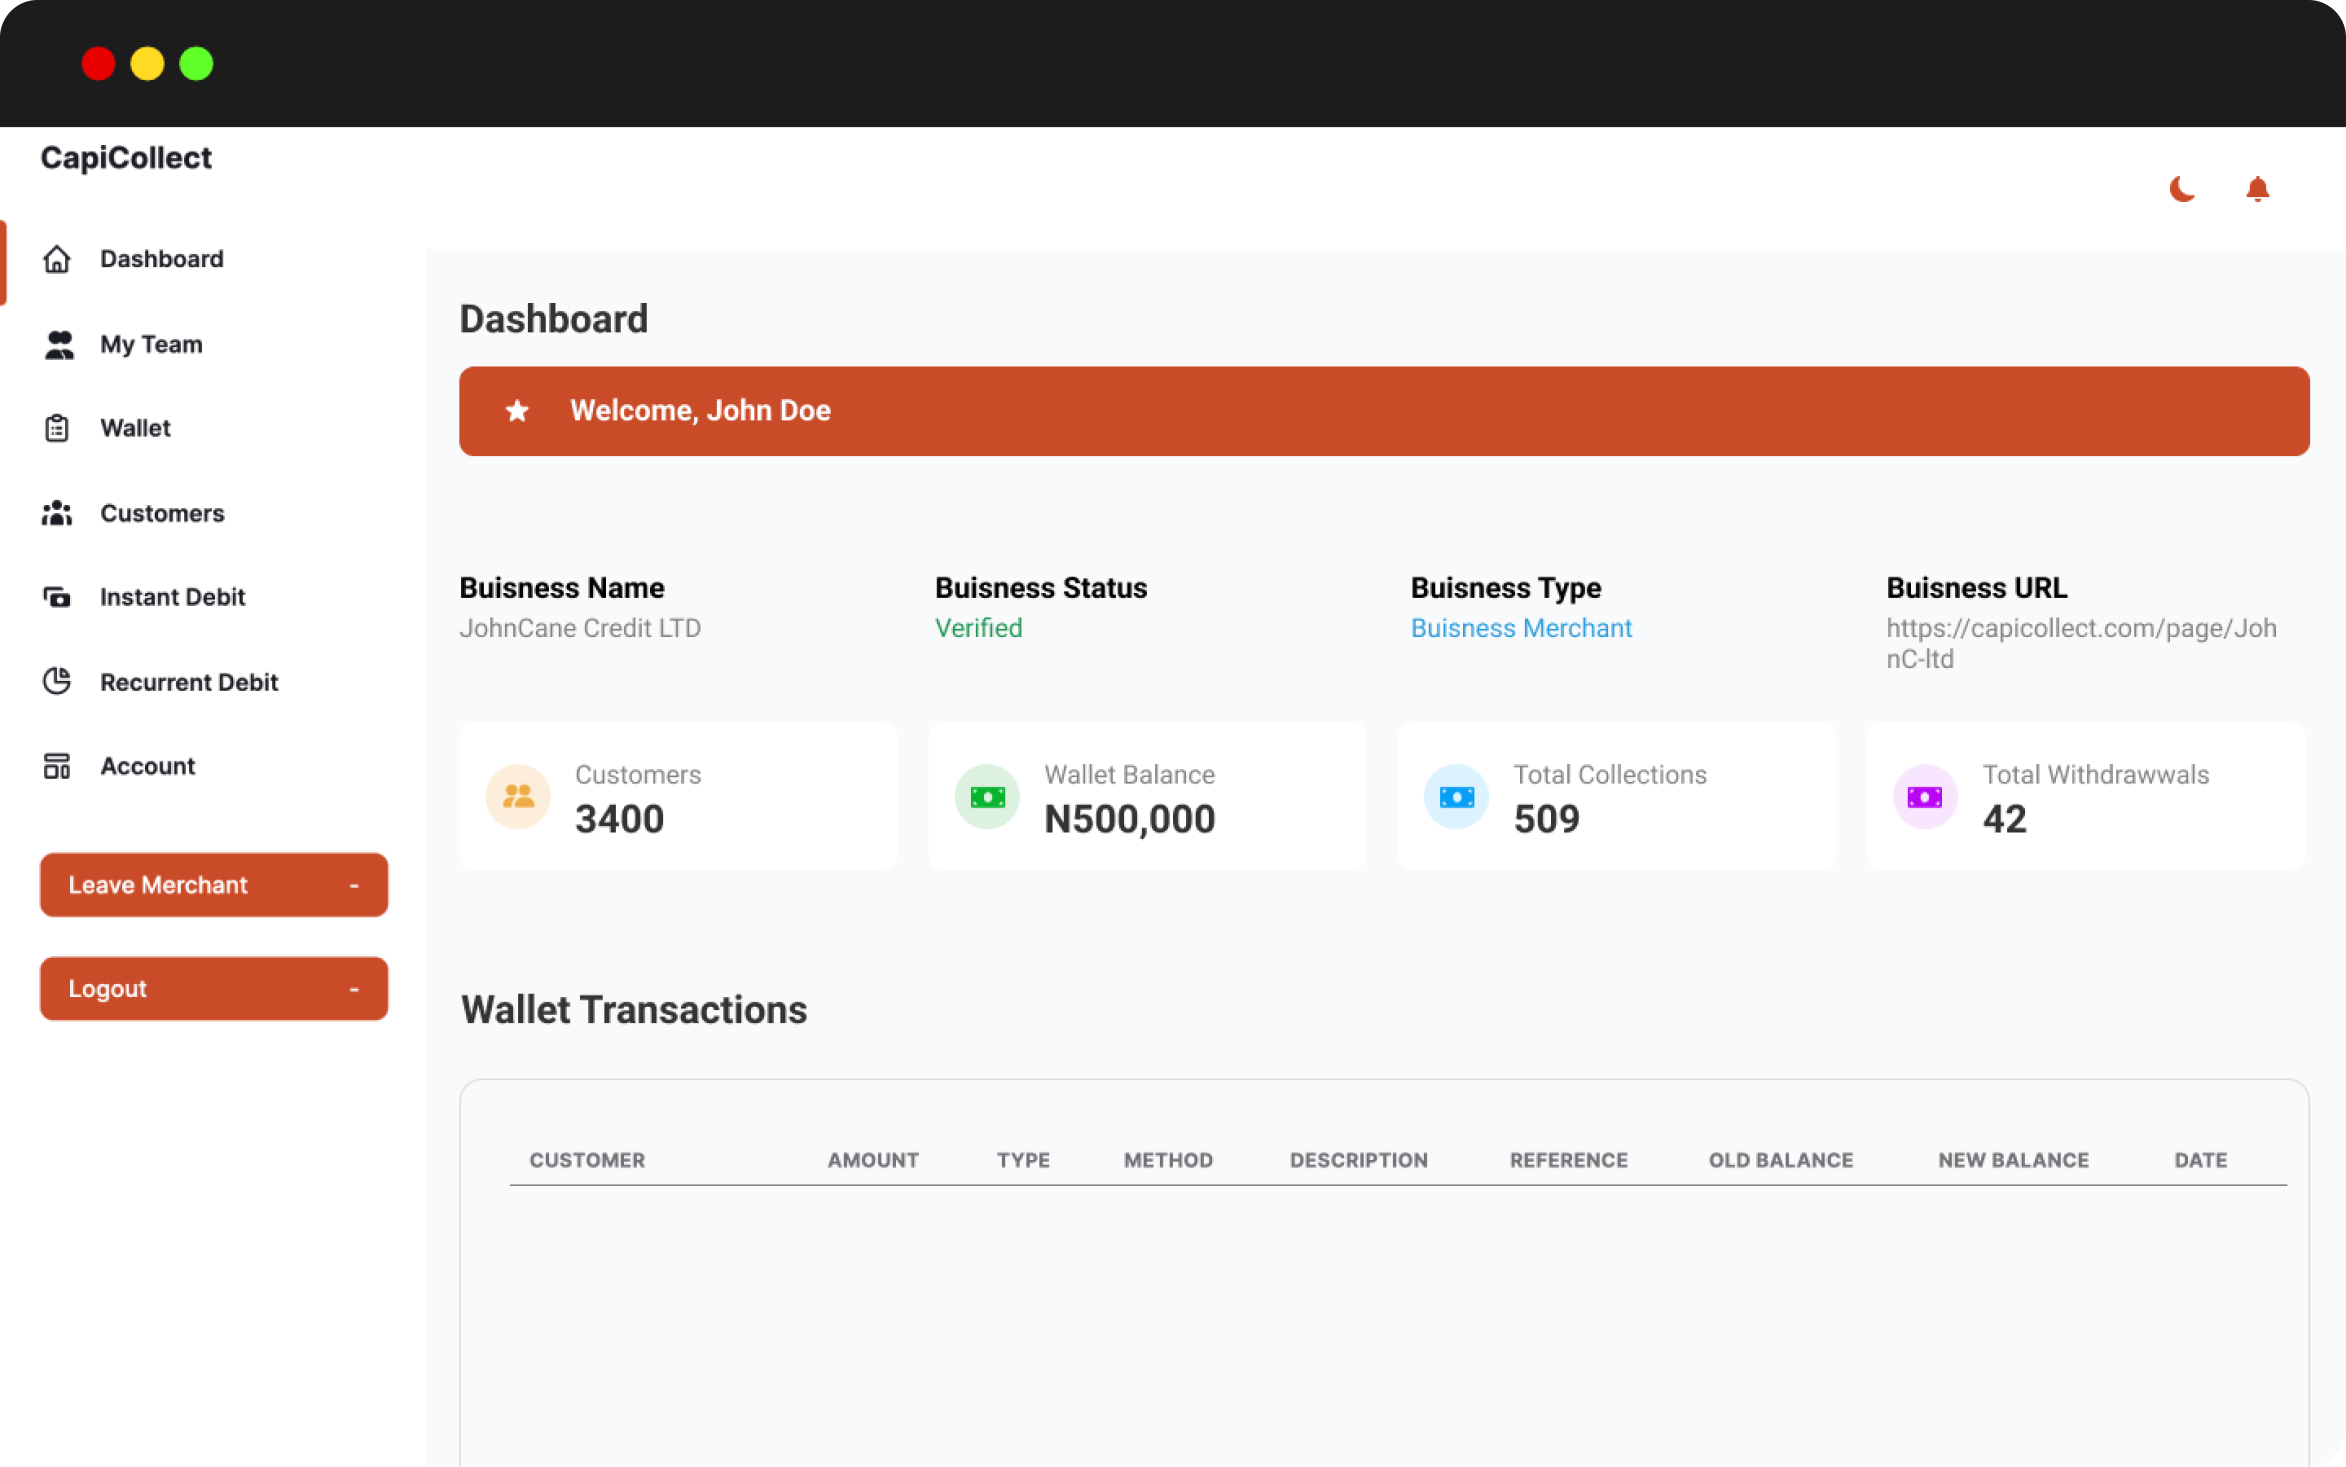 CapiCollect
Dashboard
My Team
Wallet
Customers
Instant Debit
Recurrent Debit
Account
Leave Merchant -
Logout -
Dashboard
Welcome, John Doe
Buisness Name
JohnCane Credit LTD
Buisness Status
Verified
Buisness Type
Buisness Merchant
Buisness URL
https://capicollect.com/page/Joh
nC-ltd
Customers
3400
Wallet Balance
N500,000
Total Collections
509
Total Withdrawwals
42
Wallet Transactions
CUSTOMER AMOUNT TYPE METHOD DESCRIPTION REFERENCE OLD BALANCE NEW BALANCE DATE